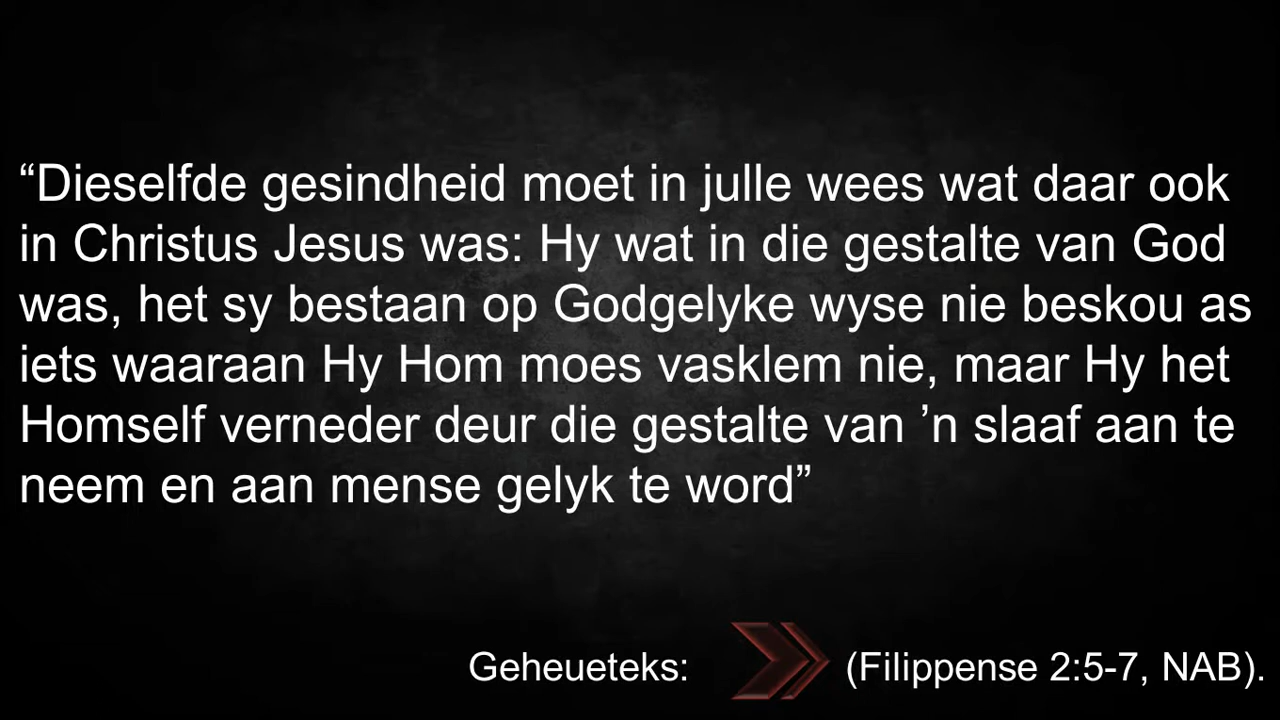 “Dieselfde gesindheid moet in julle wees wat daar ook
in Christus Jesus was: Hy wat in die gestalte van God
was, het sy bestaan op Godgelyke wyse nie beskou as
iets waaraan Hy Hom moes vasklem nie, maar Hy het
Homself verneder deur die gestalte van ’n slaaf aan te
neem en aan mense gelyk te word”
Geheueteks: (Filippense 2:5-7, NAB).